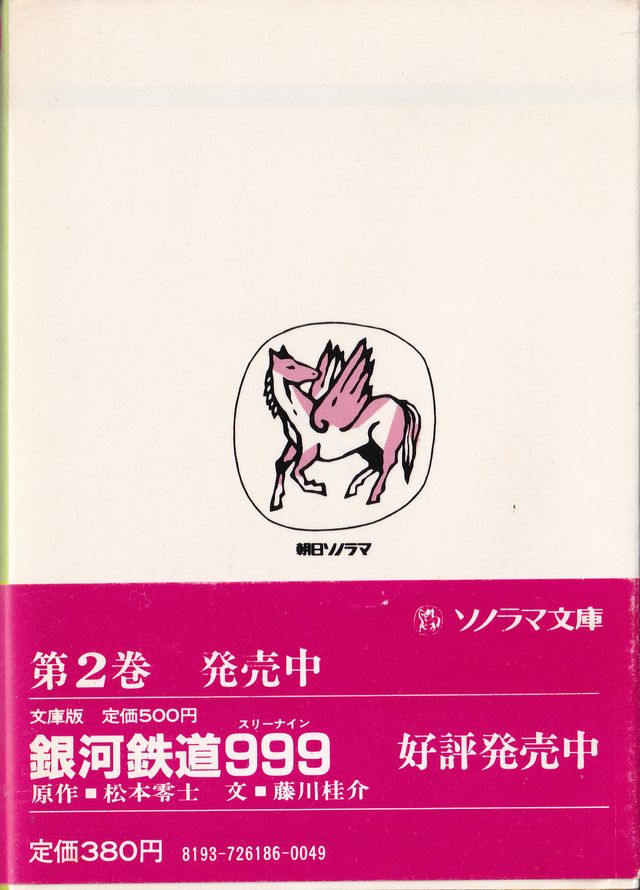 朝日ソノラマ
ソノラマ文庫
第2巻 発売中
文庫版 定価500円
スリーナイン
銀河鉄道999 好評発売中
原作■松本零士 文■藤川桂介
定価380円 8193-726186-0049